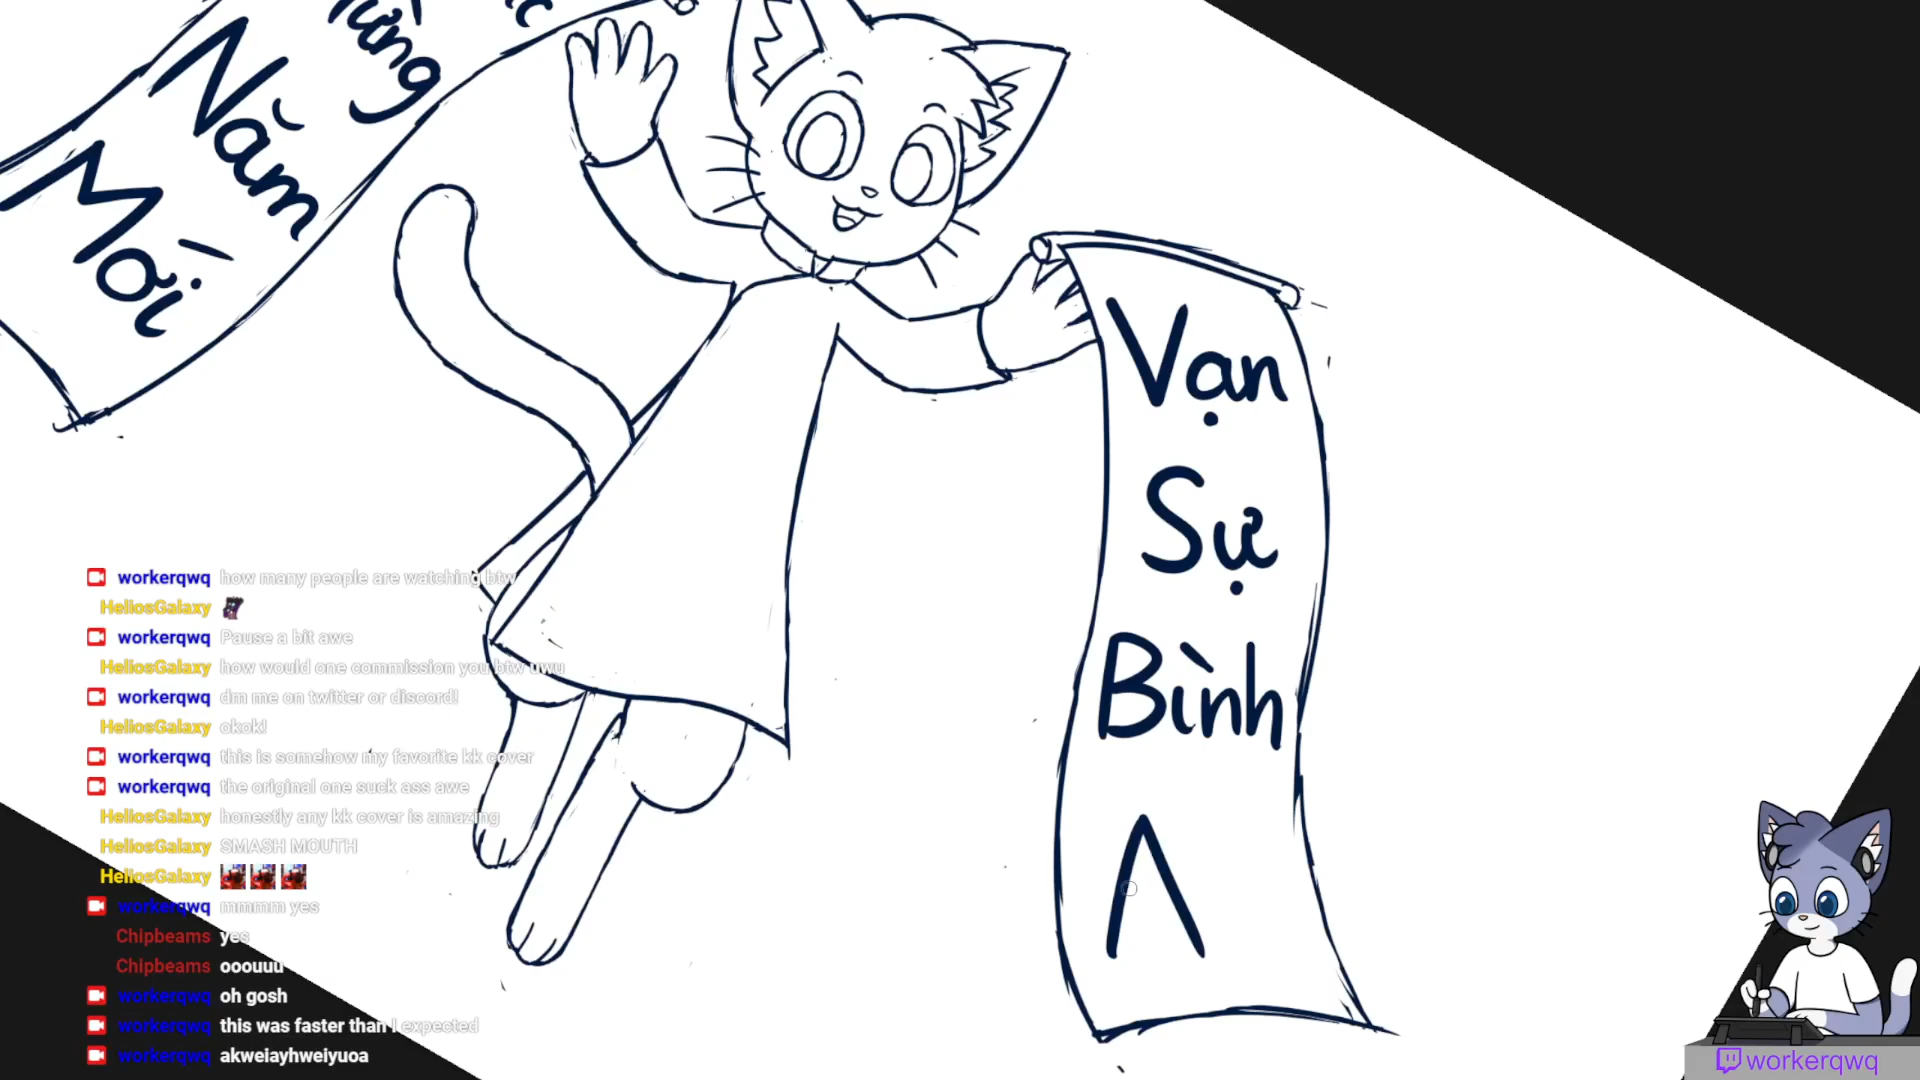 ừng
Năm
Mới
Vạn
Sự
Bình
Λ
workerqwq how many people are watching btw
HeliosGalaxy
workerqwq Pause a bit awe
HeliosGalaxy how would one commission you btw uwu
workerqwq dm me on twitter or discord!
HeliosGalaxy okok!
workerqwq this is somehow my favorite kk cover
workerqwq the original one suck ass awe
HeliosGalaxy honestly any kk cover is amazing
HeliosGalaxy SMASH MOUTH
HeliosGalaxy
workerqwq mmmm yes
Chipbeams yes
Chipbeams ooouuu
workerqwq oh gosh
workerqwq this was faster than I expected
workerqwq akweiayhweiyuoa
workerqwq